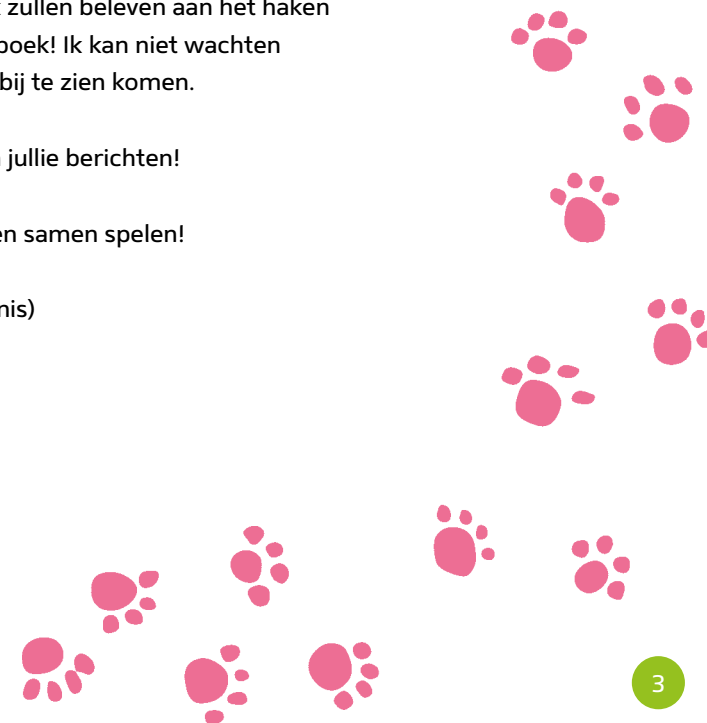 zullen beleven aan het haken
boek! Ik kan niet wachten
bij te zien komen.
jullie berichten!
en samen spelen!
nis)
3